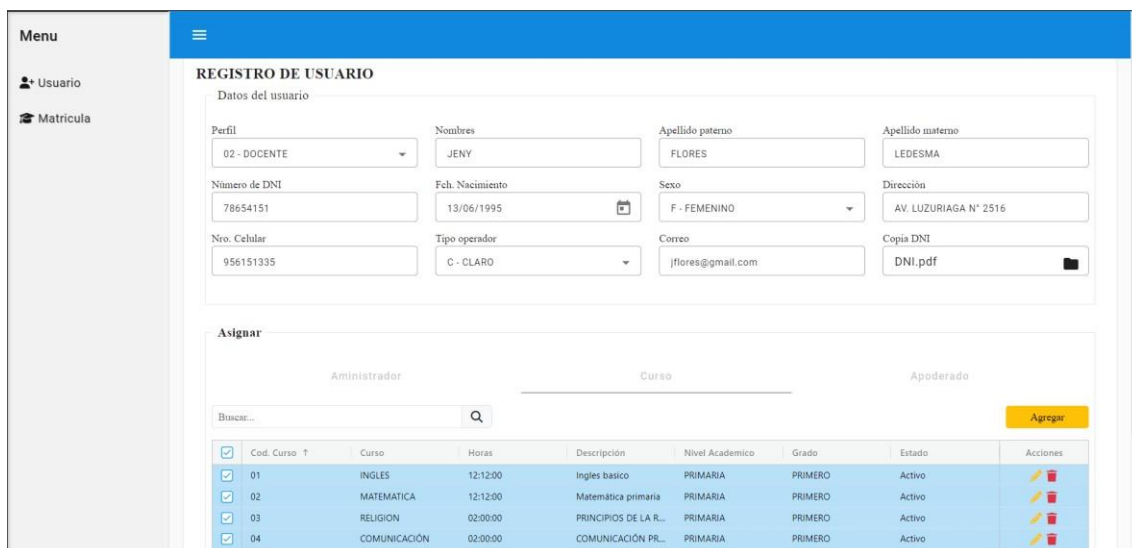 Menu
Usuario
Matricula
REGISTRO DE USUARIO
Datos del usuario
Perfil Nombres Apellido paterno Apellido materno
02 - DOCENTE JENY FLORES LEDESMA
Número de DNI Fch. Nacimiento Sexo Dirección
78654151 13/06/1995 F - FEMENINO AV. LUZURIAGA N° 2516
Nro. Celular Tipo operador Correo Copia DNI
956151335 C - CLARO jflores@gmail.com DNI.pdf
Asignar
Aministrador Curso Apoderado
Buscar... Agregar
Cod. Curso ↑ Curso Horas Descripción Nivel Academico Grado Estado Acciones
01 INGLES 12:12:00 Ingles basico PRIMARIA PRIMERO Activo
02 MATEMATICA 12:12:00 Matemática primaria PRIMARIA PRIMERO Activo
03 RELIGION 02:00:00 PRINCIPIOS DE LA R... PRIMARIA PRIMERO Activo
04 COMUNICACIÓN 02:00:00 COMUNICACIÓN PR... PRIMARIA PRIMERO Activo